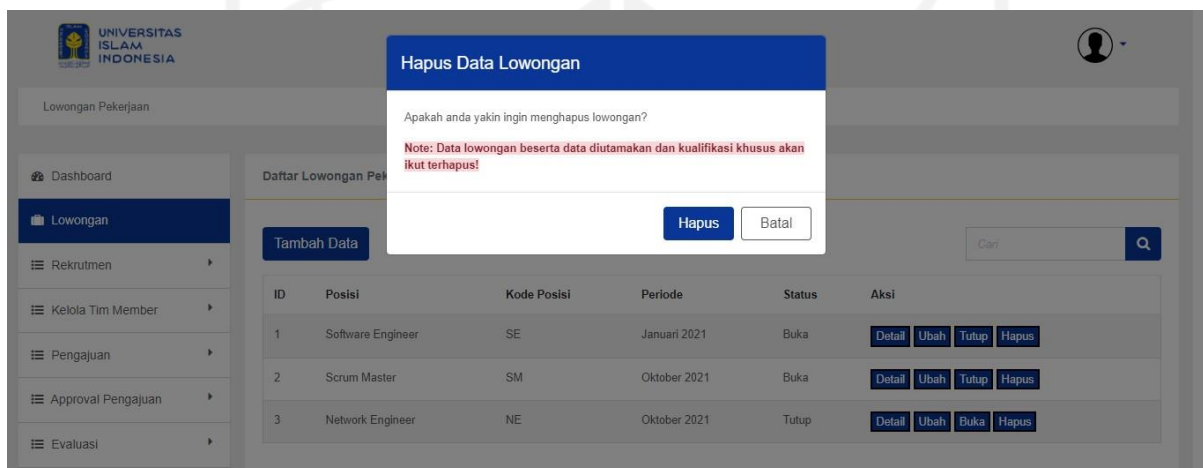 UNIVERSITAS
ISLAM
INDONESIA
Hapus Data Lowongan
Lowongan Pekerjaan
Apakah anda yakin ingin menghapus lowongan?
Note: Data lowongan beserta data diutamakan dan kualifikasi khusus akan
ikut terhapus!
Hapus Batal
Dashboard
Lowongan
Rekrutmen
Kelola Tim Member
Pengajuan
Approval Pengajuan
Evaluasi
Daftar Lowongan Pek
Tambah Data
Cari
ID Posisi Kode Posisi Periode Status Aksi
1 Software Engineer SE Januari 2021 Buka Detail Ubah Tutup Hapus
2 Scrum Master SM Oktober 2021 Buka Detail Ubah Tutup Hapus
3 Network Engineer NE Oktober 2021 Tutup Detail Ubah Buka Hapus